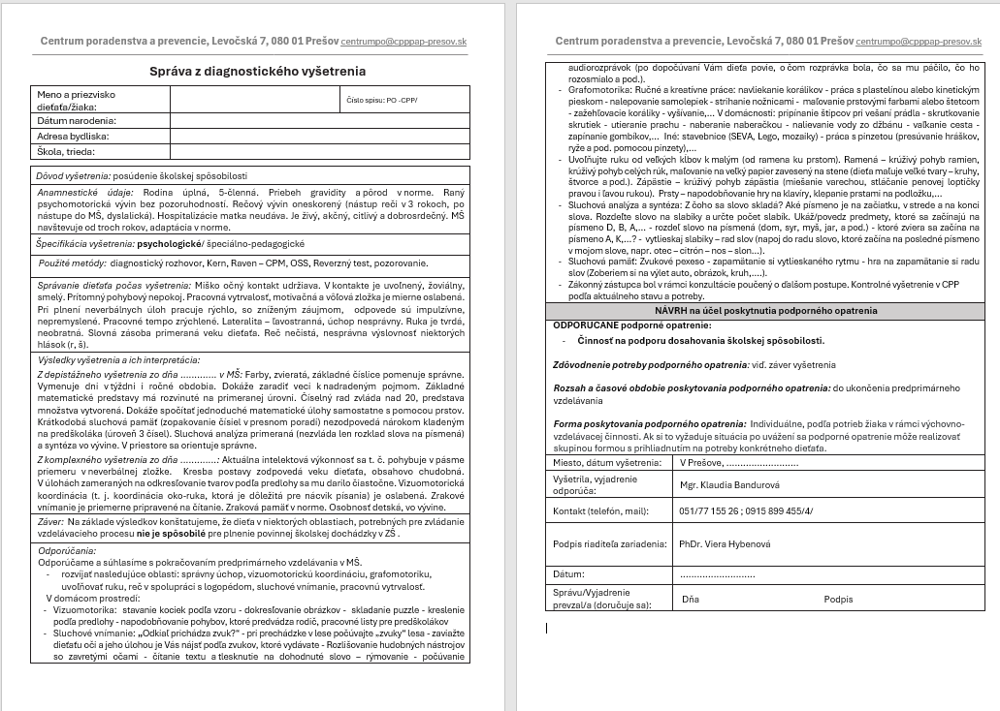 Centrum poradenstva a prevencie, Levočská 7, 080 01 Prešov centrumpo@cpppap-presov.sk
Správa z diagnostického vyšetrenia
Meno a priezvisko
dieťaťa/žiaka:
Číslo spisu: PO -CPP/
Dátum narodenia:
Adresa bydliska:
Škola, trieda:
Dôvod vyšetrenia: posúdenie školskej spôsobilosti
Anamnestické údaje: Rodina úplná, 5-členná. Priebeh gravidity a pôrod v norme. Raný
psychomotorická vývin bez pozoruhodností. Rečový vývin oneskorený (nástup reči v 3 rokoch, po
nástupe do MŠ, dyslalická). Hospitalizácie matka neudáva. Je živý, akčný, citlivý a dobrosrdečný. MŠ
navštevuje od troch rokov, adaptácia v norme.
Špecifikácia vyšetrenia: psychologické/ špeciálno-pedagogické
Použité metódy: diagnostický rozhovor, Kern, Raven – CPM, OSS, Reverzný test, pozorovanie.
Správanie dieťaťa počas vyšetrenia: Miško očný kontakt udržiava. V kontakte je uvoľnený, žoviálny,
smelý. Prítomný pohybový nepokoj. Pracovná vytrvalosť, motivačná a vôľová zložka je mierne oslabená.
Pri plnení neverbálnych úloh pracuje rýchlo, so zníženým záujmom, odpovede sú impulzívne,
nepremyslené. Pracovné tempo zrýchlené. Lateralita – ľavostranná, úchop nesprávny. Ruka je tvrdá,
neobratná. Slovná zásoba primeraná veku dieťaťa. Reč nečistá, nesprávna výslovnosť niektorých
hlások (r, š).
Výsledky vyšetrenia a ich interpretácia:
Z depistážneho vyšetrenia zo dňa ............. v MŠ: Farby, zvieratá, základné číslice pomenuje správne.
Vymenuje dni v týždni i ročné obdobia. Dokáže zaradiť veci k nadradeným pojmom. Základné
matematické predstavy má rozvinuté na primeranej úrovni. Číselný rad zvláda nad 20, predstava
množstva vytvorená. Dokáže spočítať jednoduché matematické úlohy samostatne s pomocou prstov.
Krátkodobá sluchová pamäť (zopakovanie čísiel v presnom poradí) nezodpovedá nárokom kladeným
na predškoláka (úroveň 3 čísel). Sluchová analýza primeraná (nezvláda len rozklad slova na písmená)
a syntéza vo vývine. V priestore sa orientuje správne.
Z komplexného vyšetrenia zo dňa .............: Aktuálna intelektová výkonnosť sa t. č. pohybuje v pásme
priemeru v neverbálnej zložke. Kresba postavy zodpovedá veku dieťaťa, obsahovo chudobná.
V úlohách zameraných na odkresľovanie tvarov podľa predlohy sa mu darilo čiastočne. Vizuomotorická
koordinácia (t. j. koordinácia oko-ruka, ktorá je dôležitá pre nácvik písania) je oslabená. Zrakové
vnímanie je priemerne pripravené na čítanie. Zraková pamäť v norme. Osobnosť detská, vo vývine.
Záver: Na základe výsledkov konštatujeme, že dieťa v niektorých oblastiach, potrebných pre zvládanie
vzdelávacieho procesu nie je spôsobilé pre plnenie povinnej školskej dochádzky v ZŠ .
Odporúčania:
Odporúčame a súhlasíme s pokračovaním predprimárneho vzdelávania v MŠ.
- rozvíjať nasledujúce oblasti: správny úchop, vizuomotorickú koordináciu, grafomotoriku,
uvoľňovať ruku, reč v spolupráci s logopédom, sluchové vnímanie, pracovnú vytrvalosť.
V domácom prostredí:
- Vizuomotorika: stavanie kociek podľa vzoru - dokresľovanie obrázkov - skladanie puzzle - kreslenie
podľa predlohy - napodobňovanie pohybov, ktoré predvádza rodič, pracovné listy pre predškolákov
- Sluchové vnímanie: „Odkiaľ prichádza zvuk?“ - pri prechádzke v lese počúvajte „zvuky“ lesa - zaviažte
dieťaťu oči a jeho úlohou je Vás nájsť podľa zvukov, ktoré vydávate - Rozlišovanie hudobných nástrojov
so zavretými očami - čítanie textu a tlesknutie na dohodnuté slovo – rýmovanie - počúvanie
Centrum poradenstva a prevencie, Levočská 7, 080 01 Prešov centrumpo@cpppap-presov.sk
audiorozprávok (po dopočúvaní Vám dieťa povie, o čom rozprávka bola, čo sa mu páčilo, čo ho
rozosmialo a pod.).
- Grafomotorika: Ručné a kreatívne práce: navliekanie korálikov - práca s plastelínou alebo kinetickým
pieskom - nalepovanie samolepiek - strihanie nožnicami - maľovanie prstovými farbami alebo štetcom
- zažehľovacie koráliky - vyšívanie,... V domácnosti: pripínanie štipcov pri vešaní prádla - skrutkovanie
skrutiek - utieranie prachu - naberanie naberačkou - nalievanie vody zo džbánu - vaľkanie cesta -
zapínanie gombíkov,... Iné: stavebnice (SEVA, Lego, mozaiky) - práca s pinzetou (presúvanie hráškov,
ryže a pod. pomocou pinzety),...
- Uvoľňujte ruku od veľkých kĺbov k malým (od ramena ku prstom). Ramená – krúživý pohyb ramien,
krúživý pohyb celých rúk, maľovanie na veľký papier zavesený na stene (dieťa maľuje veľké tvary – kruhy,
štvorce a pod.). Zápästie – krúživý pohyb zápästia (miešanie varechou, stláčanie penovej loptičky
pravou i ľavou rukou). Prsty – napodobňovanie hry na klavíry, klepanie prstami na podložku,...
- Sluchová analýza a syntéza: Z čoho sa slovo skladá? Aké písmeno je na začiatku, v strede a na konci
slova. Rozdeľte slovo na slabiky a určte počet slabík. Ukáž/povedz predmety, ktoré sa začínajú na
písmeno D, B, A,... - rozdeľ slovo na písmená (dom, syr, myš, jar, a pod.) - ktoré zviera sa začína na
písmeno A, K,...? - vytlieskaj slabiky – rad slov (napoj do radu slovo, ktoré začína na posledné písmeno
v mojom slove, napr. otec – citrón – nos – slon...).
- Sluchová pamäť: Zvukové pexeso - zapamätanie si vytlieskaného rytmu - hra na zapamätanie si radu
slov (Zoberiem si na výlet auto, obrázok, kruh,....).
- Zákonný zástupca bol v rámci konzultácie poučený o ďalšom postupe. Kontrolné vyšetrenie v CPP
podľa aktuálneho stavu a potreby.
NÁVRH na účel poskytnutia podporného opatrenia
ODPORÚČANÉ podporné opatrenie:
- Činnosť na podporu dosahovania školskej spôsobilosti.
Zdôvodnenie potreby podporného opatrenia: viď. záver vyšetrenia
Rozsah a časové obdobie poskytovania podporného opatrenia: do ukončenia predprimárneho
vzdelávania
Forma poskytovania podporného opatrenia: Individuálne, podľa potrieb žiaka v rámci výchovno-
vzdelávacej činnosti. Ak si to vyžaduje situácia po uvážení sa podporné opatrenie môže realizovať
skupinou formou s prihliadnutím na potreby konkrétneho dieťaťa.
Miesto, dátum vyšetrenia: V Prešove, .........................
Vyšetrila, vyjadrenie
odporúča:
Mgr. Klaudia Bandurová
Kontakt (telefón, mail): 051/77 155 26 ; 0915 899 455/4/
Podpis riaditeľa zariadenia: PhDr. Viera Hybenová
Dátum: ..........................
Správu/Vyjadrenie
prevzal/a (doručuje sa):
Dňa Podpis